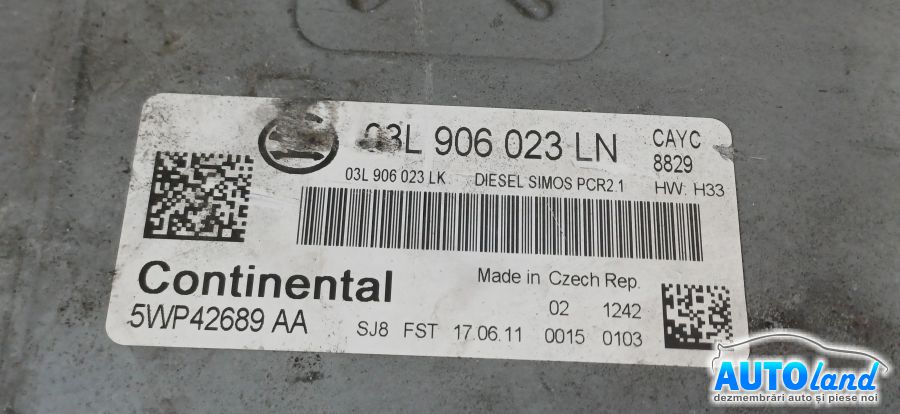 03L 906 023 LN CAYC
8829
03L 906 023 LK DIESEL SIMOS PCR2.1 HW: H33
Continental Made in Czech Rep.
02 1242
5WP42689 AA SJ8 FST 17.06.11 0015 0103
AUTOland
dezmembrări auto și piese noi